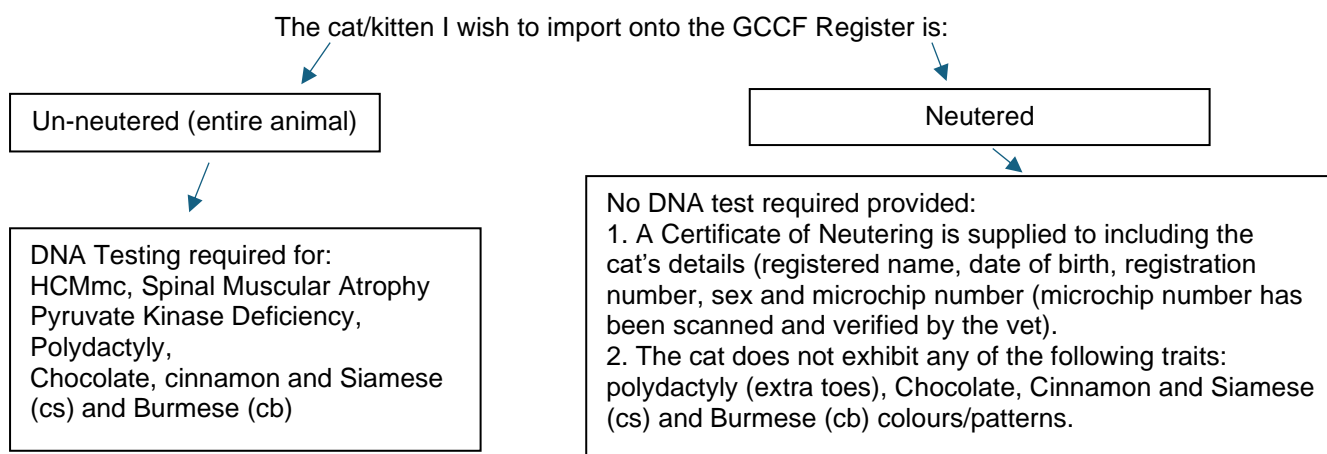 The cat/kitten I wish to import onto the GCCF Register is:
Un-neutered (entire animal)
Neutered
DNA Testing required for:
HCMmc, Spinal Muscular Atrophy
Pyruvate Kinase Deficiency,
Polydactyly,
Chocolate, cinnamon and Siamese
(cs) and Burmese (cb)
No DNA test required provided:
1. A Certificate of Neutering is supplied to including the
cat’s details (registered name, date of birth, registration
number, sex and microchip number (microchip number has
been scanned and verified by the vet).
2. The cat does not exhibit any of the following traits:
polydactyly (extra toes), Chocolate, Cinnamon and Siamese
(cs) and Burmese (cb) colours/patterns.